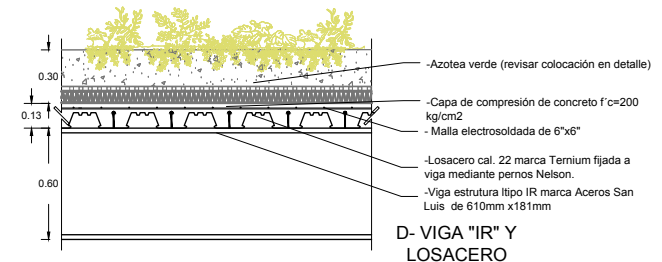 0.30
0.13
0.60
-Azotea verde (revisar colocación en detalle)
-Capa de compresión de concreto f´c=200
kg/cm2
- Malla electrosoldada de 6"x6"
-Losacero cal. 22 marca Ternium fijada a
viga mediante pernos Nelson.
-Viga estrutura Itipo IR marca Aceros San
Luis  de 610mm x181mm
D- VIGA "IR" Y
LOSACERO